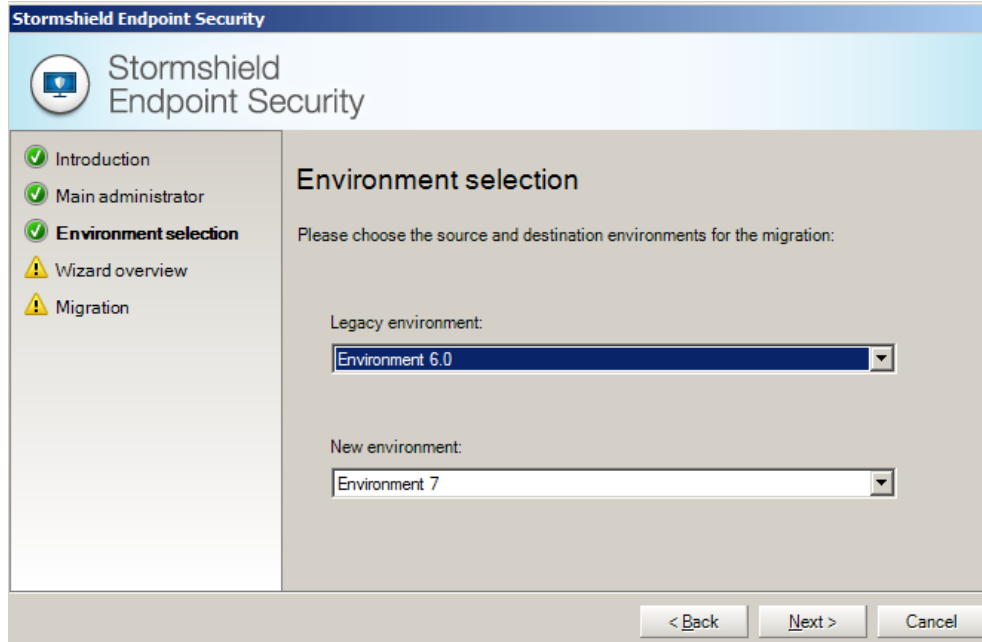 Stormshield Endpoint Security
Stormshield
Endpoint Security
Introduction
Main administrator
Environment selection
Wizard overview
Migration
Environment selection
Please choose the source and destination environments for the migration:
Legacy environment:
Environment 6.0
New environment:
Environment 7
< Back
Next >
Cancel